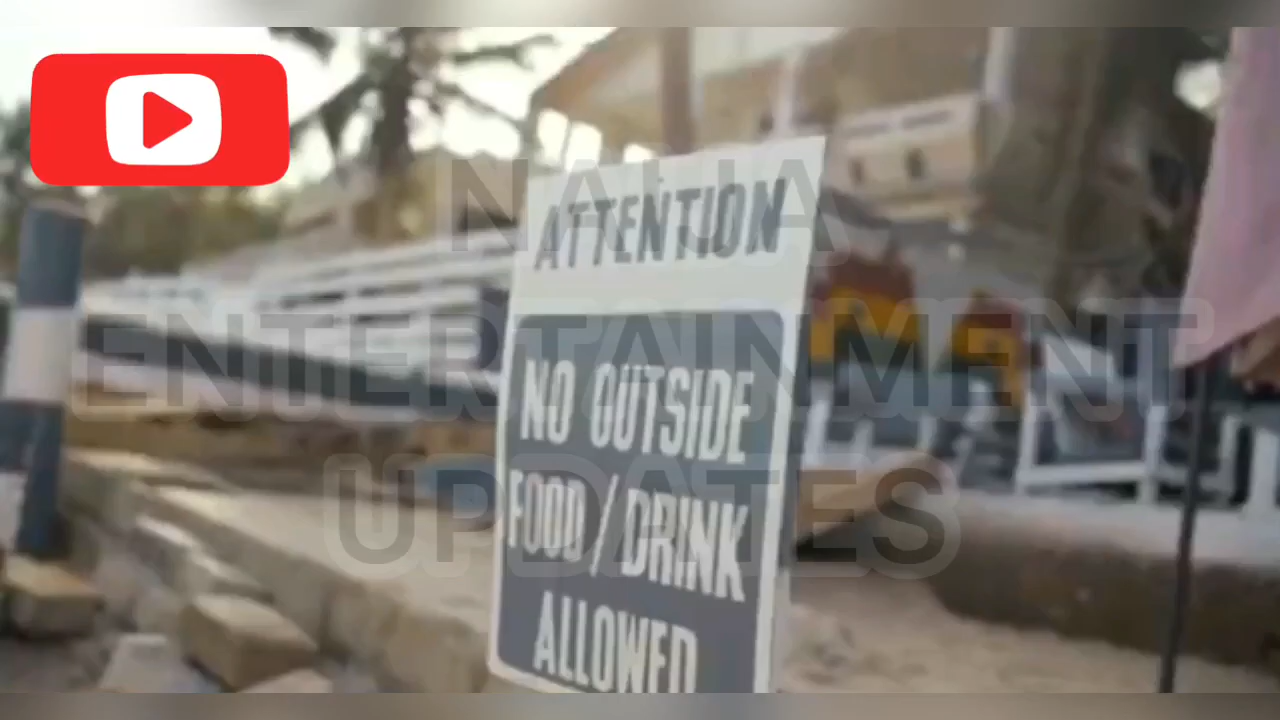 NAIJA
ENTERTAINMENT
UPDATES
ATTENTION
NO OUTSIDE
FOOD / DRINK
ALLOWED